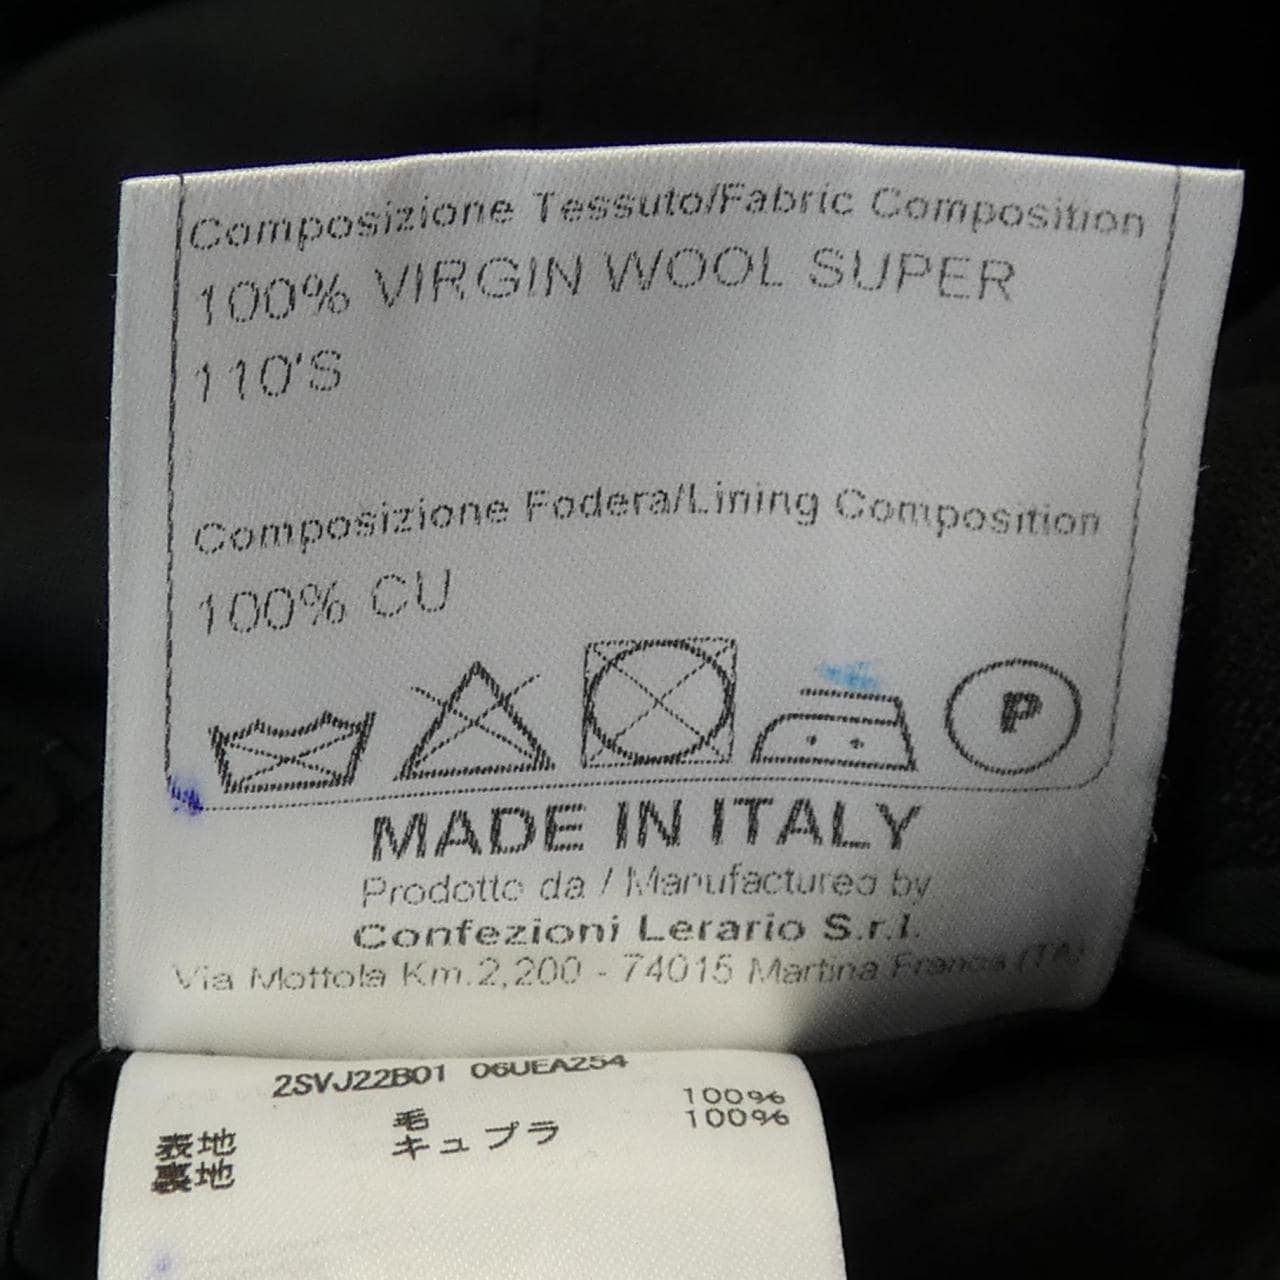 Composizione Tessuto/Fabric Composition
100% VIRGIN WOOL SUPER
110'S
Composizione Fodera/Lining Composition
100% CU
P
MADE IN ITALY
Prodotto da / Manufactured by
Confezioni Lerario S.r.l.
Via Mottola Km.2,200 - 74015 Martina Franca (TA)
2SVJ22B01 06UEA254
表地 毛 100%
裏地 キュプラ 100%